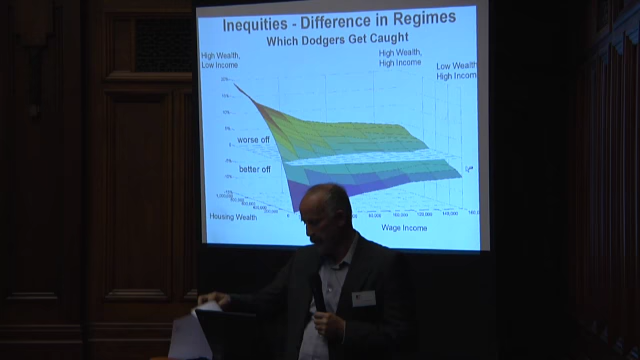 Inequities - Difference in Regimes
Which Dodgers Get Caught
High Wealth,
Low Income
High Wealth,
High Income
Low Wealth
High Incom
worse off
better off
Housing Wealth
Wage Income